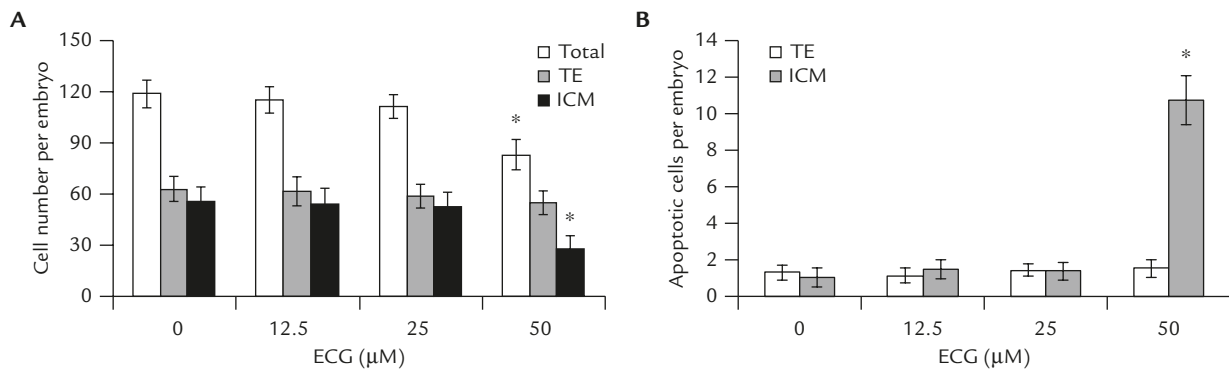 A
Cell number per embryo
150
120
90
60
30
0
Total
TE
ICM
*
*
0 12.5 25 50
ECG (μM)
B
Apoptotic cells per embryo
14
12
10
8
6
4
2
0
TE
ICM
*
0 12.5 25 50
ECG (μM)